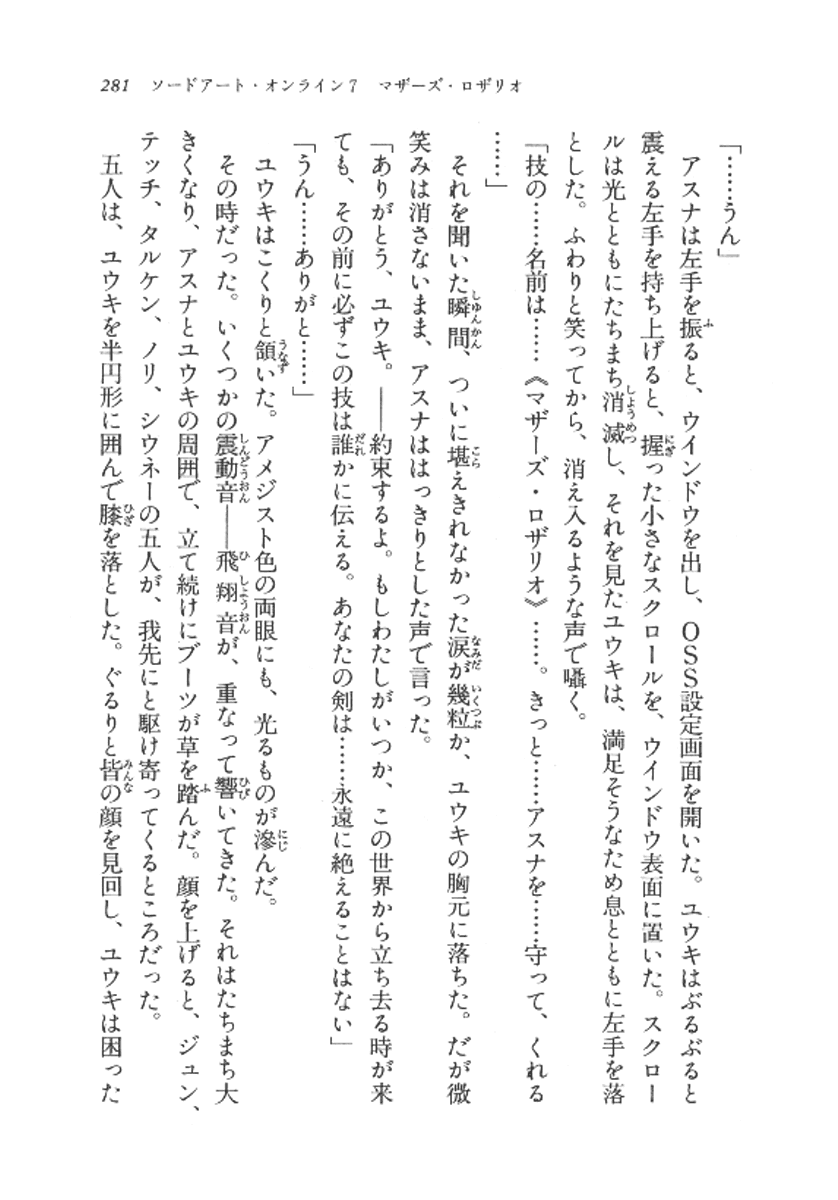 281 ソードアート・オンライン7 マザーズ・ロザリオ
「……うん」
アスナは左手を振ると、ウインドウを出し、OSS設定画面を開いた。ユウキはぶるぶると
震える左手を持ち上げると、握った小さなスクロールを、ウインドウ表面に置いた。スクロー
ルは光とともにたちまち消滅し、それを見たユウキは、満足そうなため息とともに左手を落
とした。ふわりと笑ってから、消え入るような声で囁く。
「技の……名前は……《マザーズ・ロザリオ》……。きっと……アスナを……守って、くれる
……」
それを聞いた瞬間、ついに堪えきれなかった涙が幾粒か、ユウキの胸元に落ちた。だが微
笑みは消さないまま、アスナははっきりとした声で言った。
「ありがとう、ユウキ。――約束するよ。もしわたしがいつか、この世界から立ち去る時が来
ても、その前に必ずこの技は誰かに伝える。あなたの剣は……永遠に絶えることはない」
「うん……ありがと……」
ユウキはこくりと頷いた。アメジスト色の両眼にも、光るものが滲んだ。
その時だった。いくつかの震動音――飛翔音が、重なって響いてきた。それはたちまち大
きくなり、アスナとユウキの周囲で、立て続けにブーツが草を踏んだ。顔を上げると、ジュン、
テッチ、タルケン、ノリ、シウネーの五人が、我先にと駆け寄ってくるところだった。
五人は、ユウキを半円形に囲んで膝を落とした。ぐるりと皆の顔を見回し、ユウキは困った